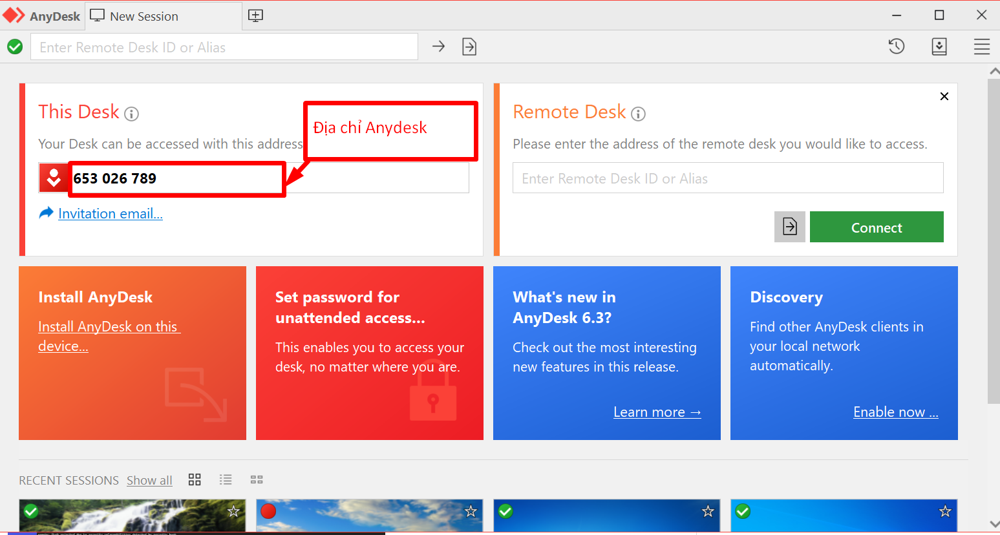 AnyDesk
New Session
Enter Remote Desk ID or Alias
This Desk
Your Desk can be accessed with this address
Địa chỉ Anydesk
653 026 789
Invitation email...
Remote Desk
Please enter the address of the remote desk you would like to access.
Enter Remote Desk ID or Alias
Connect
Install AnyDesk
Install AnyDesk on this
device...
Set password for
unattended access...
This enables you to access your
desk, no matter where you are.
What's new in
AnyDesk 6.3?
Check out the most interesting
new features in this release.
Learn more →
Discovery
Find other AnyDesk clients in
your local network
automatically.
Enable now ...
RECENT SESSIONS Show all